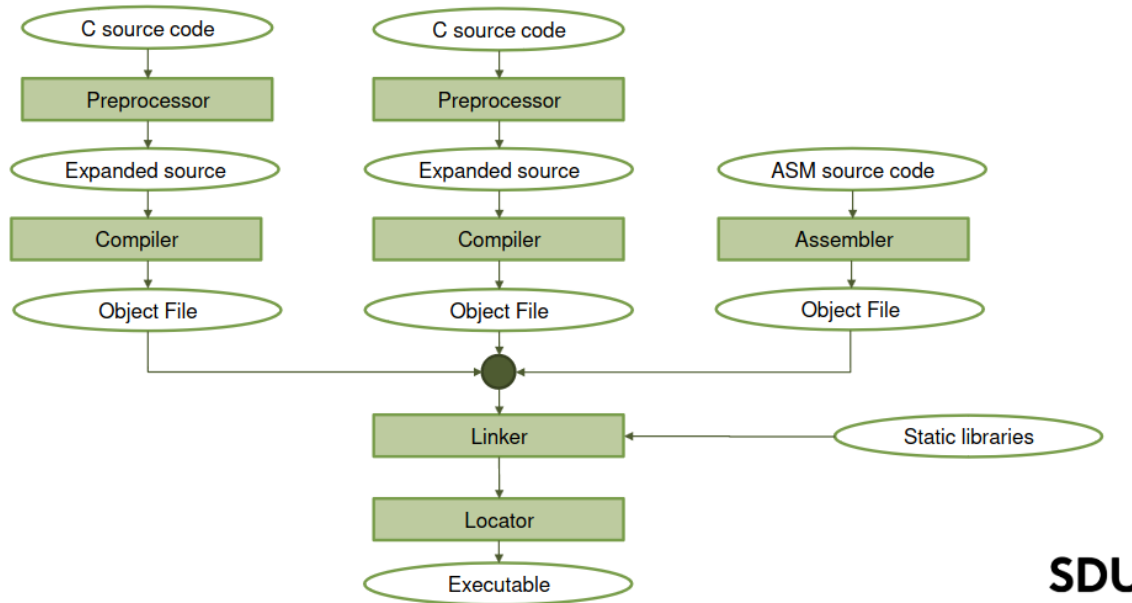 C source code
C source code
Preprocessor
Preprocessor
Expanded source
Expanded source
ASM source code
Compiler
Compiler
Assembler
Object File
Object File
Object File
Linker
Static libraries
Locator
Executable
SDU